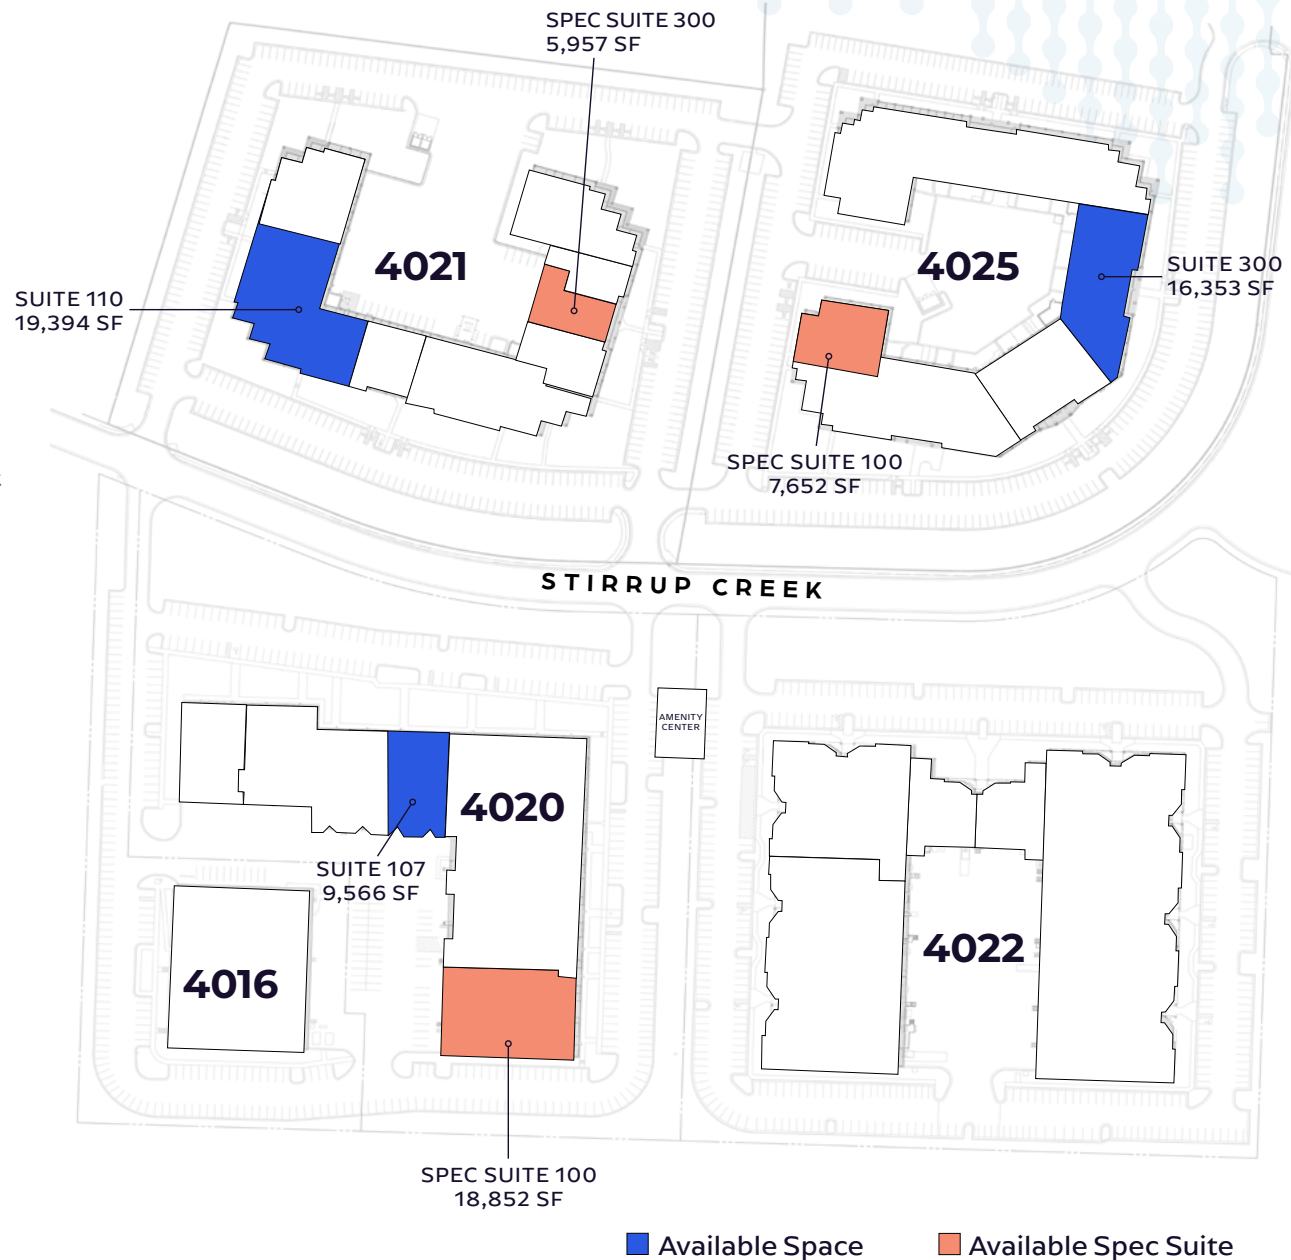 SPEC SUITE 300
5,957 SF
4021
4025
SUITE 110
19,394 SF
SUITE 300
16,353 SF
SPEC SUITE 100
7,652 SF
STIRRUP CREEK
AMENITY
CENTER
4020
SUITE 107
9,566 SF
4016
4022
SPEC SUITE 100
18,852 SF
Available Space
Available Spec Suite